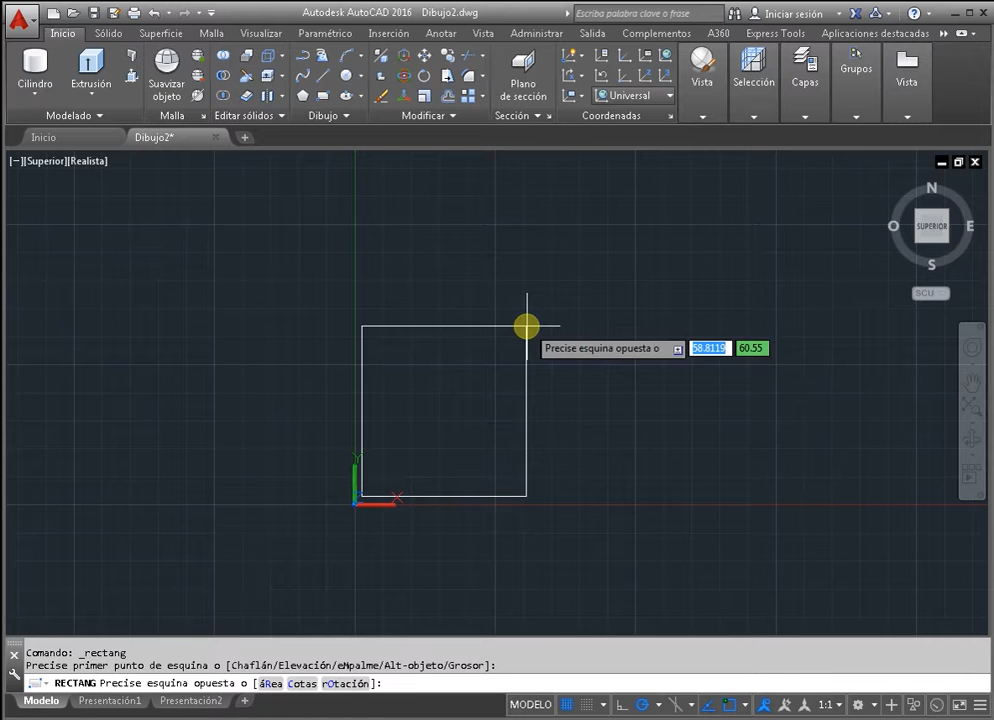 Autodesk AutoCAD 2016 Dibujo2.dwg
Escriba palabra clave o frase
Iniciar sesión
Inicio Sólido Superficie Malla Visualizar Paramétrico Inserción Anotar Vista Administrar Salida Complementos A360 Express Tools Aplicaciones destacadas
Cilindro Extrusión Suavizar objeto Plano de sección Universal Vista Selección Capas Grupos Vista
Modelado Malla Editar sólidos Dibujo Modificar Sección Coordenadas
Inicio Dibujo2*
[−][Superior][Realista]
N
O SUPERIOR E
S
SCU
Precise esquina opuesta o 58.8119 60.55
Y
X
Comando: _rectang
Precise primer punto de esquina o [Chaflán/Elevación/eMpalme/Alt-objeto/Grosor]:
RECTANG Precise esquina opuesta o [áRea Cotas rOtación]:
Modelo Presentación1 Presentación2 + MODELO 1:1